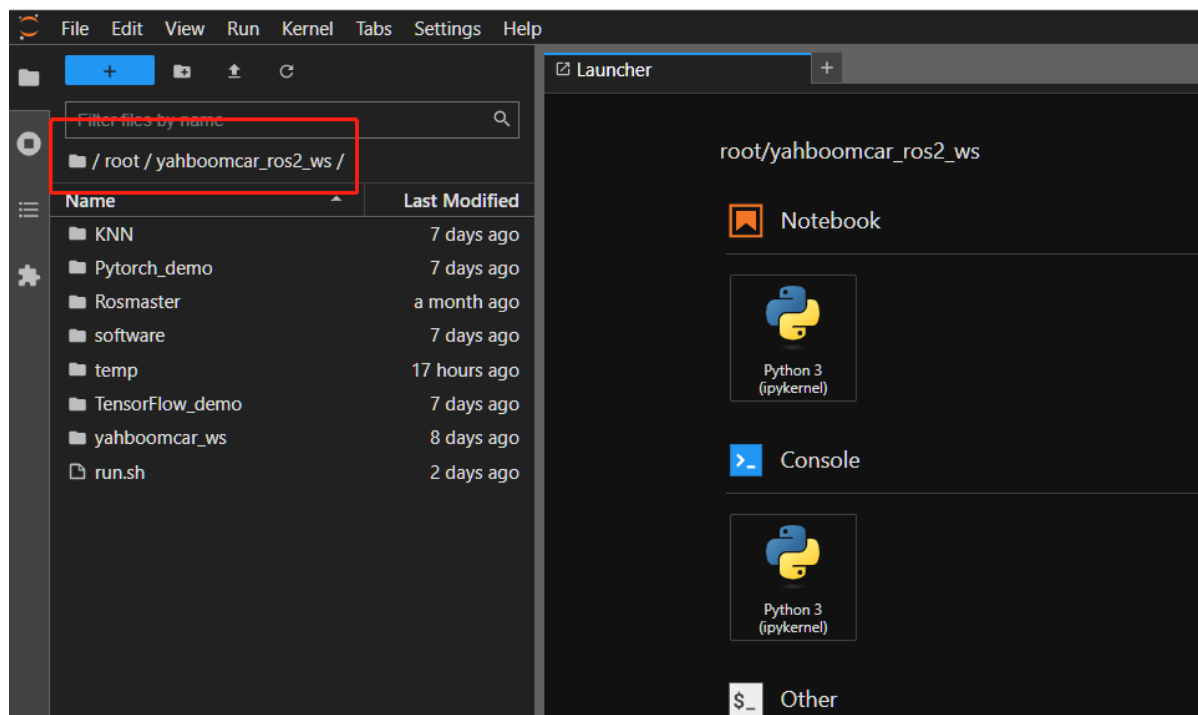 File Edit View Run Kernel Tabs Settings Help
+
Launcher
+
Filter files by name
/ root / yahboomcar_ros2_ws /
Name Last Modified
KNN 7 days ago
Pytorch_demo 7 days ago
Rosmaster a month ago
software 7 days ago
temp 17 hours ago
TensorFlow_demo 7 days ago
yahboomcar_ws 8 days ago
run.sh 2 days ago
root/yahboomcar_ros2_ws
Notebook
Python 3
(ipykernel)
>_ Console
Python 3
(ipykernel)
$_ Other